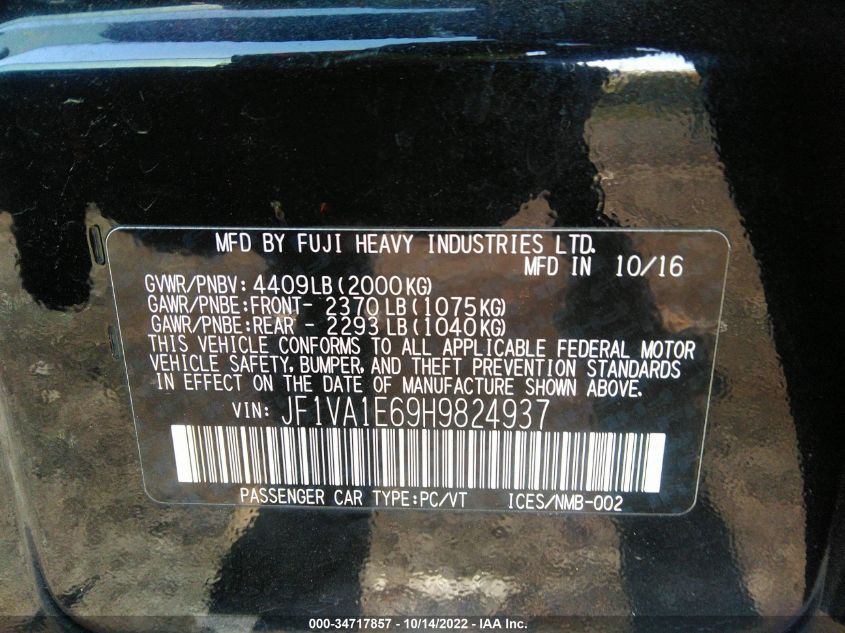 MFD BY FUJI HEAVY INDUSTRIES LTD.
MFD IN 10/16
GVWR/PNBV: 4409LB(2000KG)
GAWR/PNBE:FRONT- 2370 LB(1075KG)
GAWR/PNBE:REAR - 2293 LB(1040KG)
THIS VEHICLE CONFORMS TO ALL APPLICABLE FEDERAL MOTOR
VEHICLE SAFETY, BUMPER, AND THEFT PREVENTION STANDARDS
IN EFFECT ON THE DATE OF MANUFACTURE SHOWN ABOVE.
VIN: JF1VA1E69H9824937
PASSENGER CAR TYPE:PC/VT ICES/NMB-002
000-34717857 - 10/14/2022 - IAA Inc.